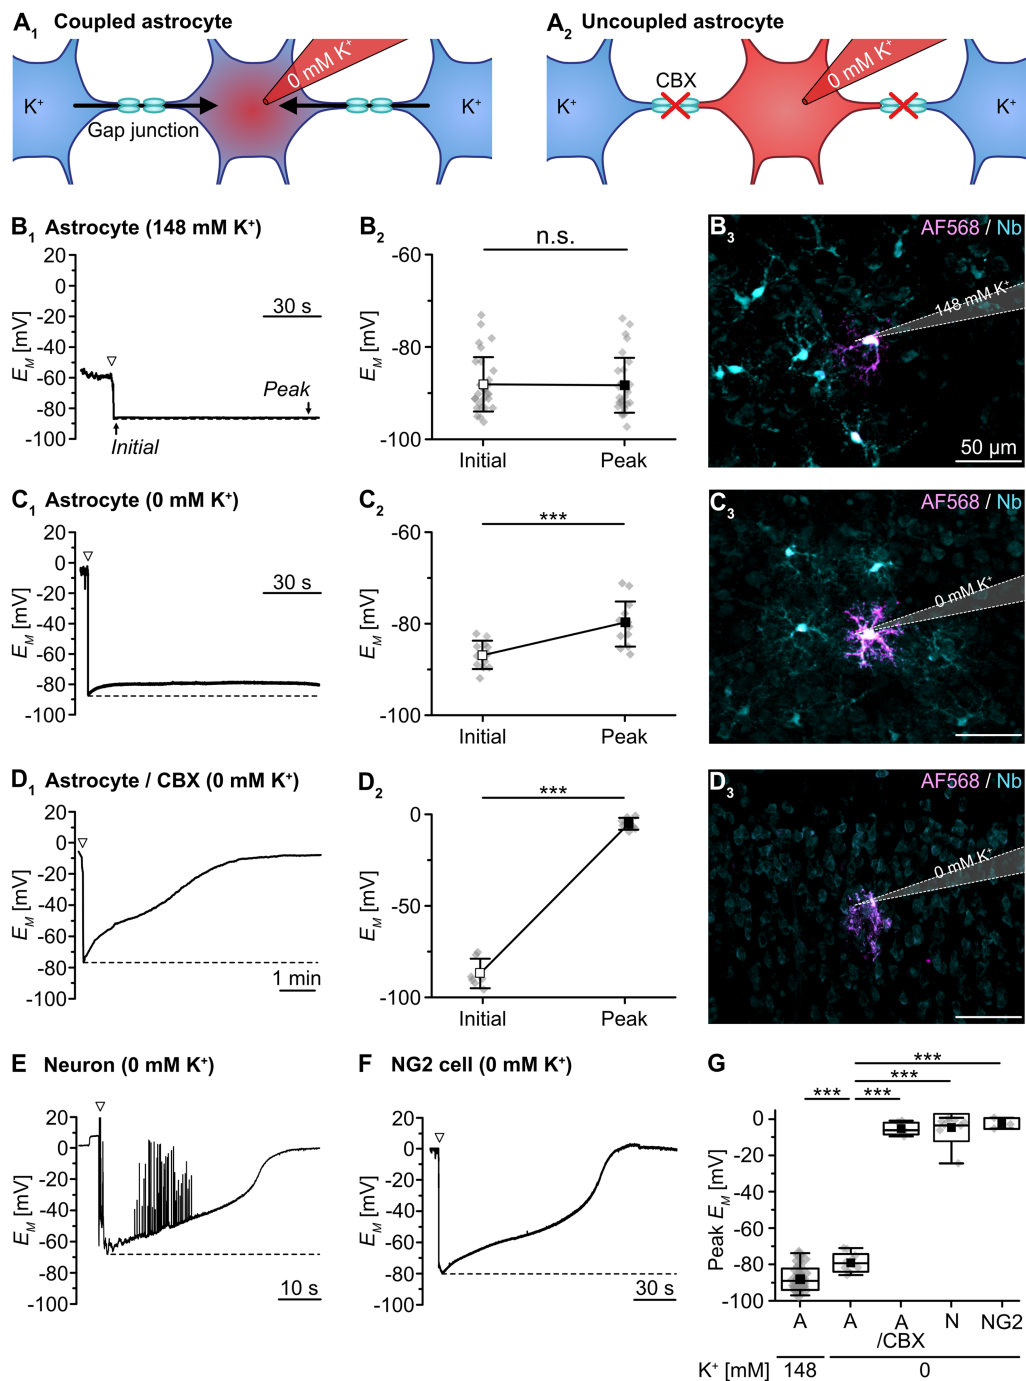 A1 Coupled astrocyte
A2 Uncoupled astrocyte
0 mM K+
K+
K+
Gap junction
0 mM K+
CBX
K+
K+
B1 Astrocyte (148 mM K+)
20
0
-20
-40
-60
-80
-100
EM [mV]
30 s
Peak
Initial
B2
n.s.
-60
-80
-100
EM [mV]
Initial
Peak
B3
AF568 / Nb
148 mM K+
50 µm
C1 Astrocyte (0 mM K+)
20
0
-20
-40
-60
-80
-100
EM [mV]
30 s
C2
***
-60
-80
-100
EM [mV]
Initial
Peak
C3
AF568 / Nb
0 mM K+
D1 Astrocyte / CBX (0 mM K+)
20
0
-20
-40
-60
-80
-100
EM [mV]
1 min
D2
***
0
-50
-100
EM [mV]
Initial
Peak
D3
AF568 / Nb
0 mM K+
E Neuron (0 mM K+)
20
0
-20
-40
-60
-80
-100
EM [mV]
10 s
F NG2 cell (0 mM K+)
20
0
-20
-40
-60
-80
-100
EM [mV]
30 s
G
***
***
*** ***
0
-20
-40
-60
-80
-100
Peak EM [mV]
A A A N NG2
/CBX
K+ [mM] 148 0